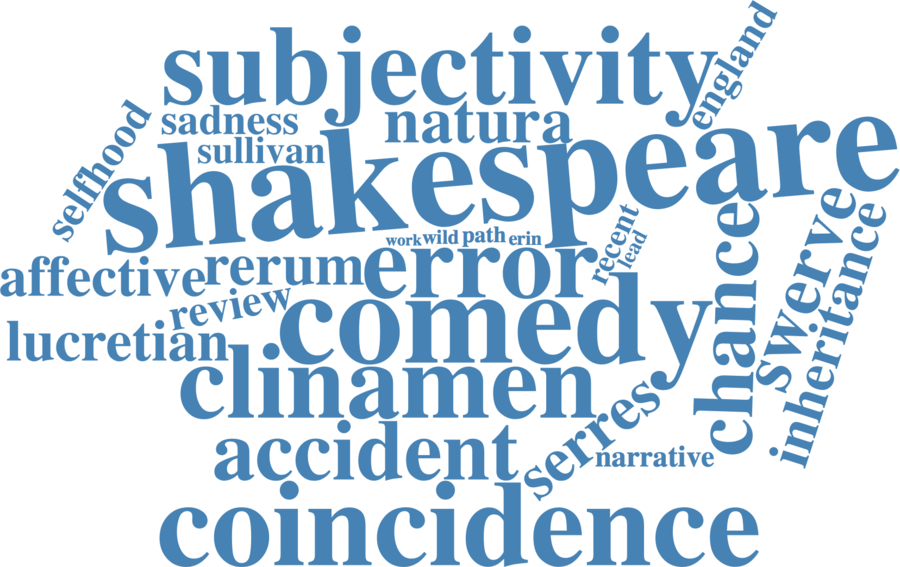 subjectivity
england
selfhood
sadness
natura
sullivan
shakespeare
work
wild
path
erin
recent
lead
affective
rerum
error
chance
swerve
inheritance
review
lucretian
comedy
clinamen
accident
serres
narrative
coincidence